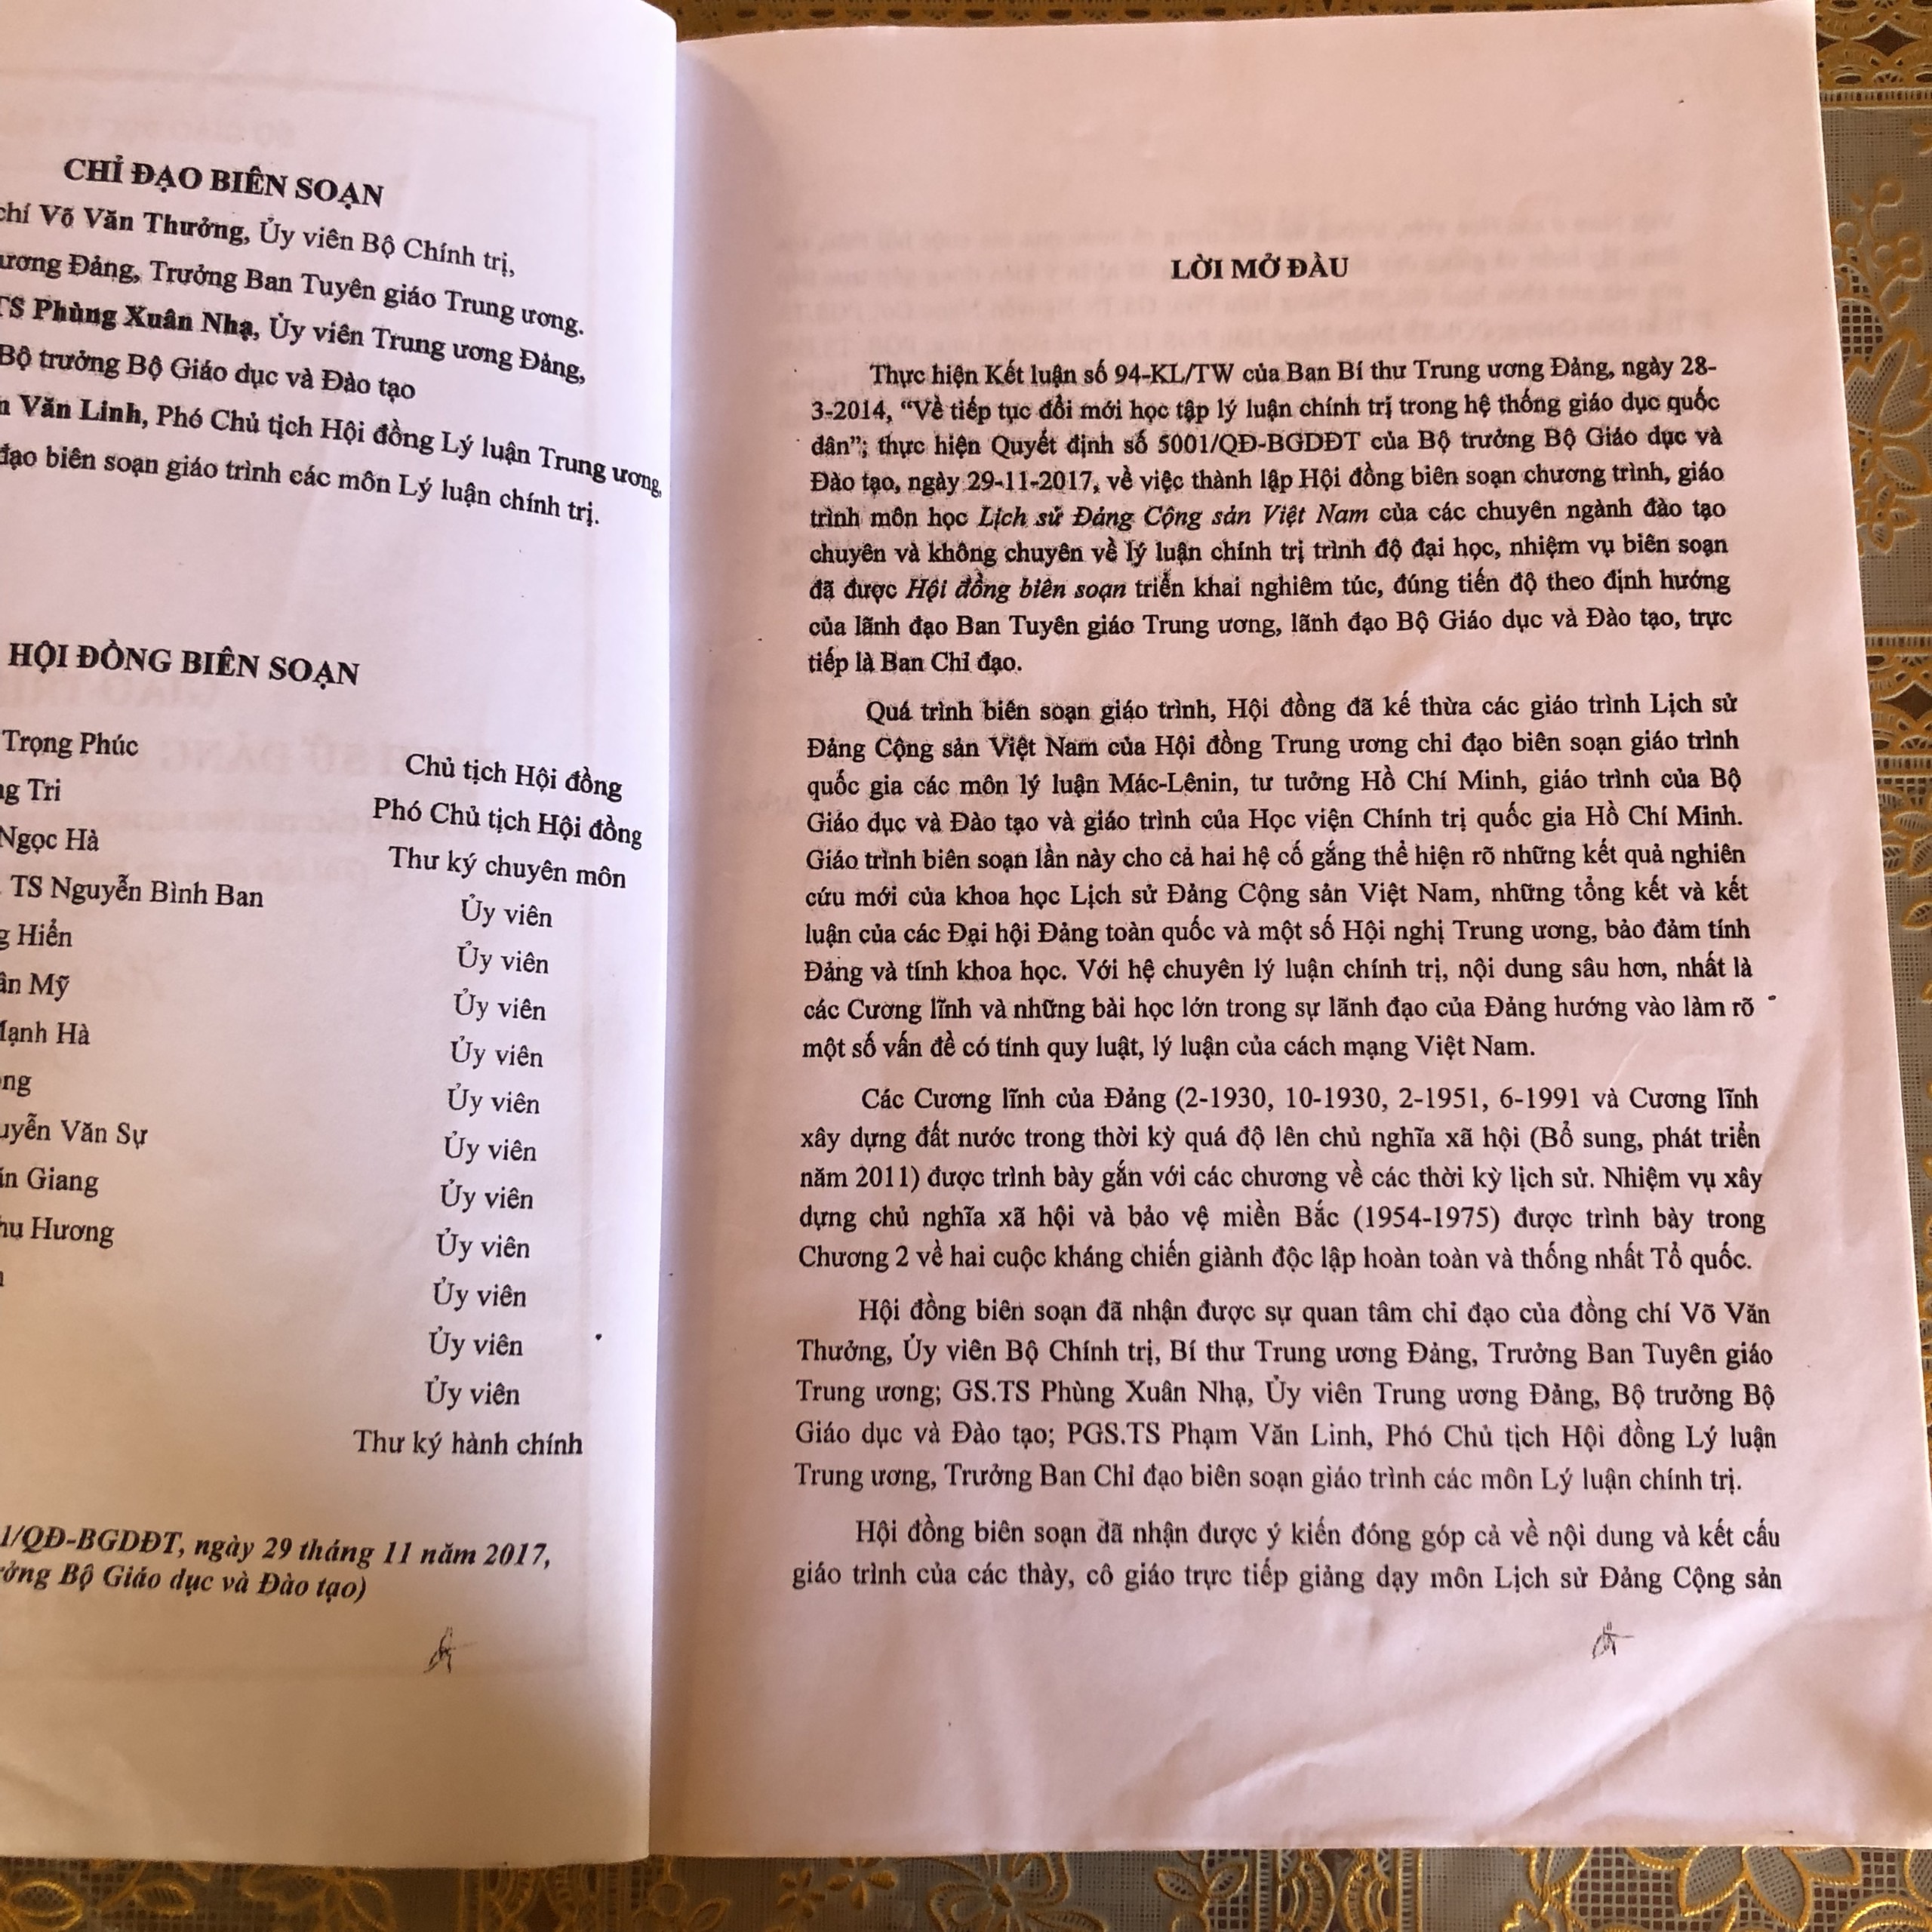 CHỈ ĐẠO BIÊN SOẠN
chí Võ Văn Thưởng, Ủy viên Bộ Chính trị,
ương Đảng, Trưởng Ban Tuyên giáo Trung ương.
TS Phùng Xuân Nhạ, Ủy viên Trung ương Đảng,
Bộ trưởng Bộ Giáo dục và Đào tạo
Văn Linh, Phó Chủ tịch Hội đồng Lý luận Trung ương,
đạo biên soạn giáo trình các môn Lý luận chính trị.
HỘI ĐỒNG BIÊN SOẠN
Trọng Phúc
Chủ tịch Hội đồng
Tri
Phó Chủ tịch Hội đồng
Ngọc Hà
Thư ký chuyên môn
TS Nguyễn Bình Ban
Ủy viên
Hiển
Ủy viên
Mỹ
Ủy viên
Hà
Ủy viên
Ủy viên
Văn Sự
Ủy viên
Giang
Ủy viên
Hương
Ủy viên
Ủy viên
Ủy viên
Ủy viên
Thư ký hành chính
1/QĐ-BGDĐT, ngày 29 tháng 11 năm 2017,
Bộ Giáo dục và Đào tạo)
LỜI MỞ ĐẦU
Thực hiện Kết luận số 94-KL/TW của Ban Bí thư Trung ương Đảng, ngày 28-
3-2014, “Về tiếp tục đổi mới học tập lý luận chính trị trong hệ thống giáo dục quốc
dân”; thực hiện Quyết định số 5001/QĐ-BGDĐT của Bộ trưởng Bộ Giáo dục và
Đào tạo, ngày 29-11-2017, về việc thành lập Hội đồng biên soạn chương trình, giáo
trình môn học Lịch sử Đảng Cộng sản Việt Nam của các chuyên ngành đào tạo
chuyên và không chuyên về lý luận chính trị trình độ đại học, nhiệm vụ biên soạn
đã được Hội đồng biên soạn triển khai nghiêm túc, đúng tiến độ theo định hướng
của lãnh đạo Ban Tuyên giáo Trung ương, lãnh đạo Bộ Giáo dục và Đào tạo, trực
tiếp là Ban Chỉ đạo.
Quá trình biên soạn giáo trình, Hội đồng đã kế thừa các giáo trình Lịch sử
Đảng Cộng sản Việt Nam của Hội đồng Trung ương chỉ đạo biên soạn giáo trình
quốc gia các môn lý luận Mác-Lênin, tư tưởng Hồ Chí Minh, giáo trình của Bộ
Giáo dục và Đào tạo và giáo trình của Học viện Chính trị quốc gia Hồ Chí Minh.
Giáo trình biên soạn lần này cho cả hai hệ cố gắng thể hiện rõ những kết quả nghiên
cứu mới của khoa học Lịch sử Đảng Cộng sản Việt Nam, những tổng kết và kết
luận của các Đại hội Đảng toàn quốc và một số Hội nghị Trung ương, bảo đảm tính
Đảng và tính khoa học. Với hệ chuyên lý luận chính trị, nội dung sâu hơn, nhất là
các Cương lĩnh và những bài học lớn trong sự lãnh đạo của Đảng hướng vào làm rõ
một số vấn đề có tính quy luật, lý luận của cách mạng Việt Nam.
Các Cương lĩnh của Đảng (2-1930, 10-1930, 2-1951, 6-1991 và Cương lĩnh
xây dựng đất nước trong thời kỳ quá độ lên chủ nghĩa xã hội (Bổ sung, phát triển
năm 2011) được trình bày gắn với các chương về các thời kỳ lịch sử. Nhiệm vụ xây
dựng chủ nghĩa xã hội và bảo vệ miền Bắc (1954-1975) được trình bày trong
Chương 2 về hai cuộc kháng chiến giành độc lập hoàn toàn và thống nhất Tổ quốc.
Hội đồng biên soạn đã nhận được sự quan tâm chỉ đạo của đồng chí Võ Văn
Thưởng, Ủy viên Bộ Chính trị, Bí thư Trung ương Đảng, Trưởng Ban Tuyên giáo
Trung ương; GS.TS Phùng Xuân Nhạ, Ủy viên Trung ương Đảng, Bộ trưởng Bộ
Giáo dục và Đào tạo; PGS.TS Phạm Văn Linh, Phó Chủ tịch Hội đồng Lý luận
Trung ương, Trưởng Ban Chỉ đạo biên soạn giáo trình các môn Lý luận chính trị.
Hội đồng biên soạn đã nhận được ý kiến đóng góp cả về nội dung và kết cấu
giáo trình của các thày, cô giáo trực tiếp giảng dạy môn Lịch sử Đảng Cộng sản